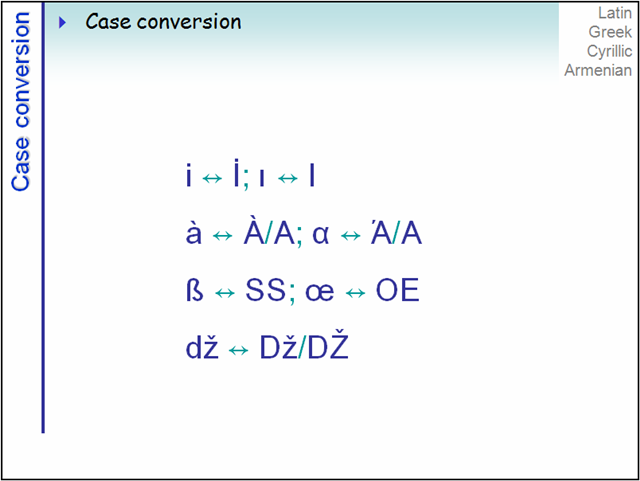 Case conversion
Case conversion
Latin
Greek
Cyrillic
Armenian
i ↔ İ; ı ↔ I
à ↔ À/A; α ↔ Ά/Α
ß ↔ SS; œ ↔ OE
dž ↔ Dž/DŽ